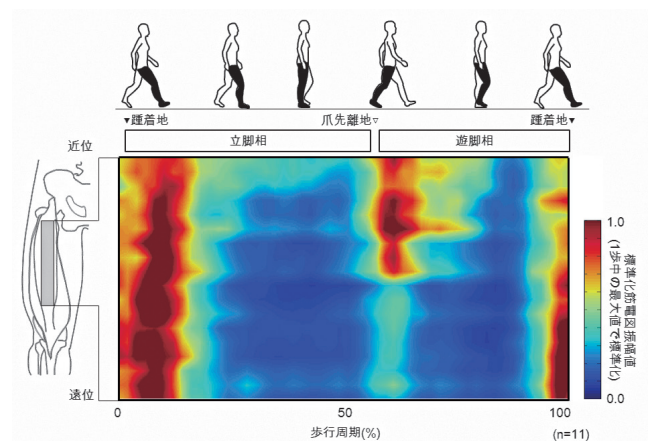 ▼踵着地
爪先離地▽
踵着地▼
立脚相
遊脚相
近位
遠位
1.0
0.0
標準化筋電図振幅値
(1歩中の最大値で標準化)
0
50
100
歩行周期(%)
(n=11)